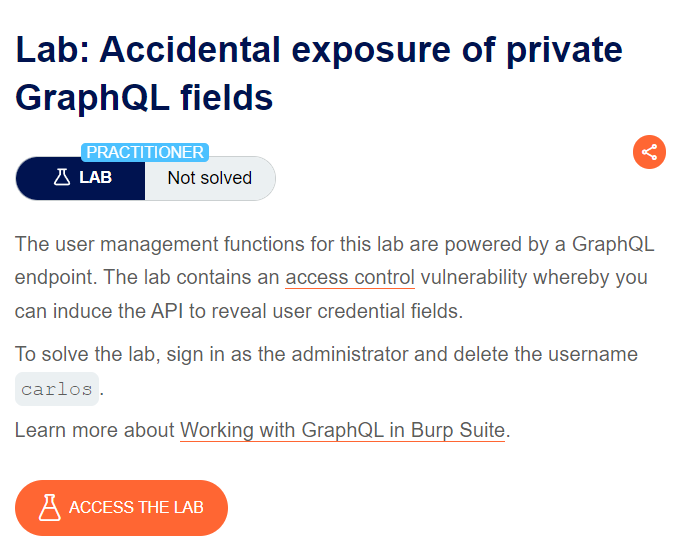 Lab: Accidental exposure of private
GraphQL fields
PRACTITIONER
LAB Not solved
The user management functions for this lab are powered by a GraphQL
endpoint. The lab contains an access control vulnerability whereby you
can induce the API to reveal user credential fields.
To solve the lab, sign in as the administrator and delete the username
carlos.
Learn more about Working with GraphQL in Burp Suite.
ACCESS THE LAB